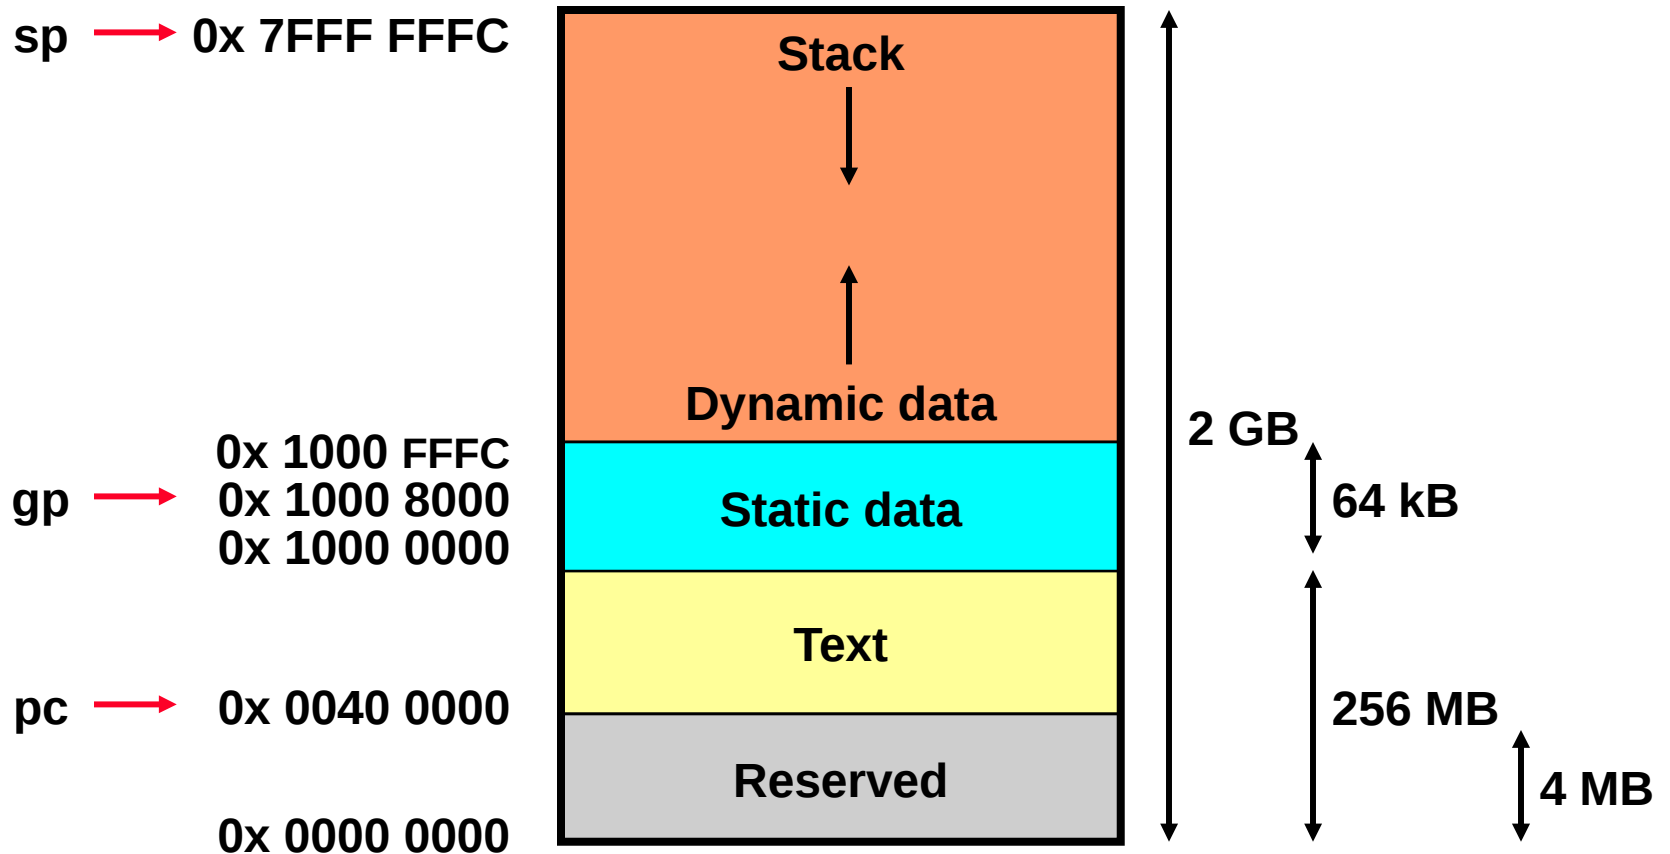 sp 0x 7FFF FFFC
Stack
Dynamic data
2 GB
0x 1000 FFFC
gp 0x 1000 8000
Static data
64 kB
0x 1000 0000
Text
pc 0x 0040 0000
256 MB
Reserved
4 MB
0x 0000 0000